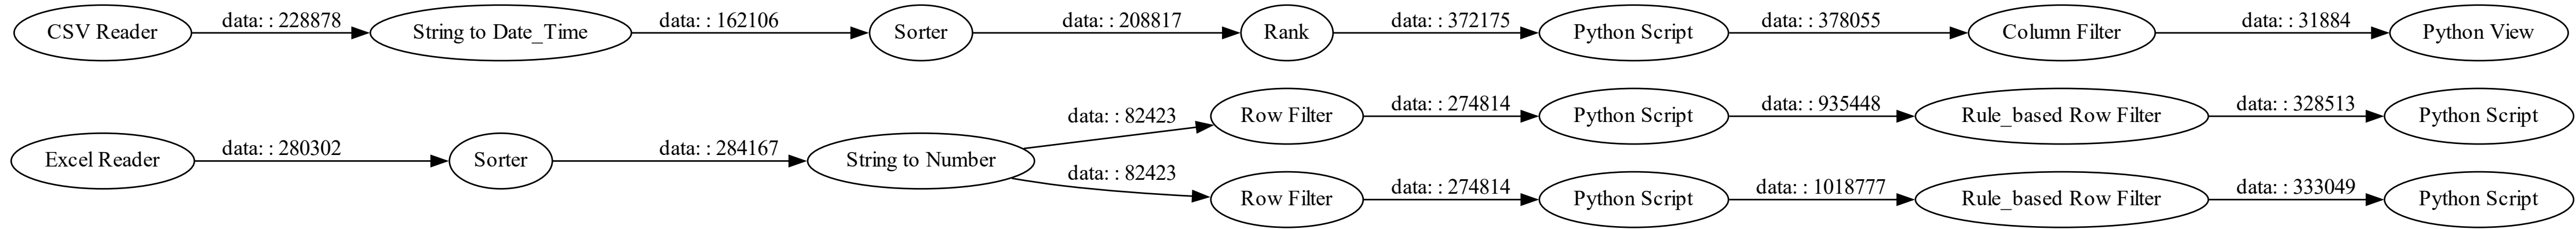 CSV Reader
data: : 228878
String to Date_Time
data: : 162106
Sorter
data: : 208817
Rank
data: : 372175
Python Script
data: : 378055
Column Filter
data: : 31884
Python View
Excel Reader
data: : 280302
Sorter
data: : 284167
String to Number
data: : 82423
Row Filter
data: : 274814
Python Script
data: : 935448
Rule_based Row Filter
data: : 328513
Python Script
data: : 82423
Row Filter
data: : 274814
Python Script
data: : 1018777
Rule_based Row Filter
data: : 333049
Python Script